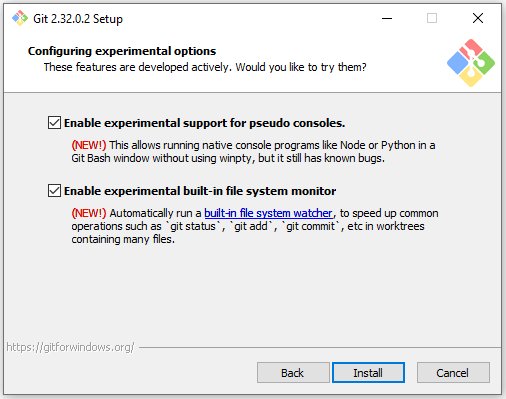 Git 2.32.0.2 Setup
Configuring experimental options
These features are developed actively. Would you like to try them?
Enable experimental support for pseudo consoles.
(NEW!) This allows running native console programs like Node or Python in a
Git Bash window without using winpty, but it still has known bugs.
Enable experimental built-in file system monitor
(NEW!) Automatically run a built-in file system watcher, to speed up common
operations such as `git status`, `git add`, `git commit`, etc in worktrees
containing many files.
https://gitforwindows.org/
Back
Install
Cancel